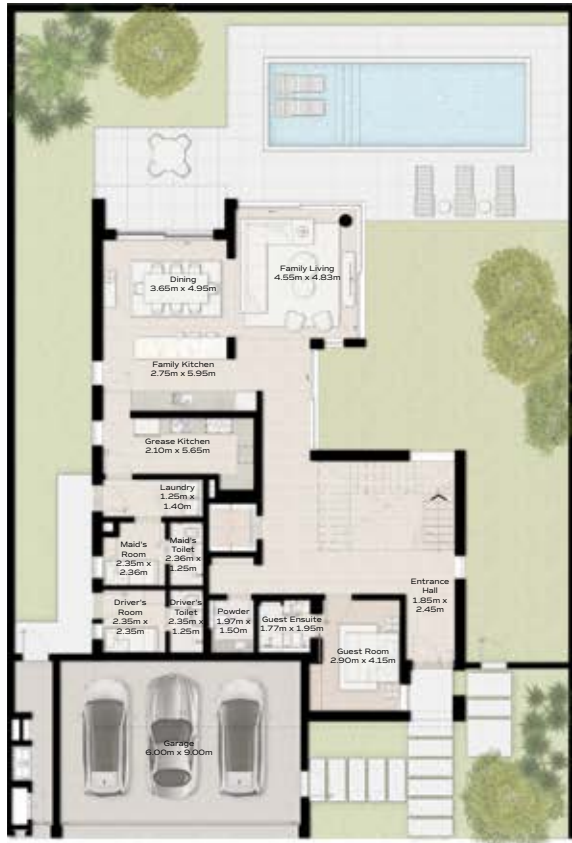 Family Living
4.55m x 4.83m
Dining
3.65m x 4.95m
Family Kitchen
2.75m x 5.95m
Grease Kitchen
2.10m x 5.65m
Laundry
1.25m x
1.40m
Maid's
Room
2.35m x
2.36m
Maid's
Toilet
2.36m x
1.25m
Driver's
Room
2.35m x
2.35m
Driver's
Toilet
2.35m x
1.25m
Powder
1.97m x
1.50m
Guest Ensuite
1.77m x 1.95m
Entrance
Hall
1.85m x
2.45m
Guest Room
2.90m x 4.15m
Garage
6.00m x 9.00m